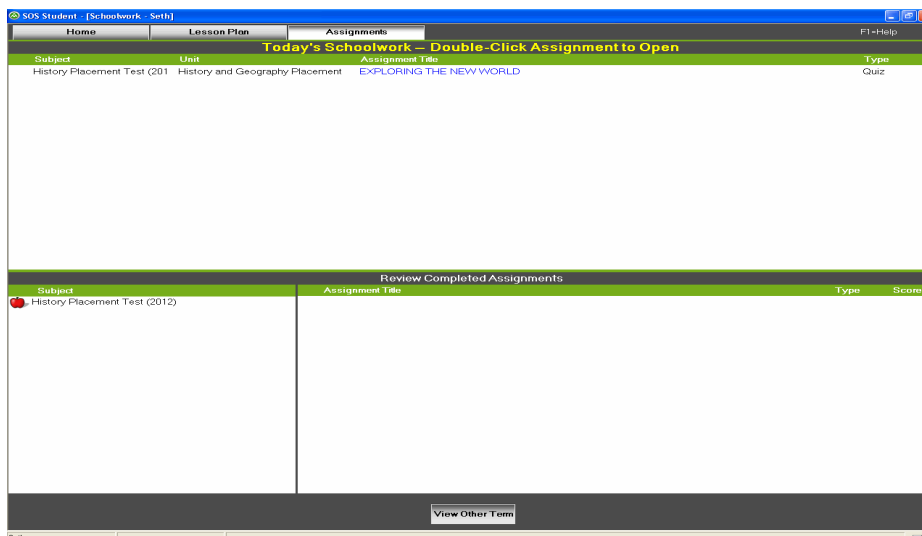 SOS Student - [Schoolwork - Seth]
Home Lesson Plan Assignments F1=Help
Today's Schoolwork – Double-Click Assignment to Open
Subject Unit Assignment Title Type
History Placement Test (201 History and Geography Placement EXPLORING THE NEW WORLD Quiz
Review Completed Assignments
Subject Assignment Title Type Score
History Placement Test (2012)
View Other Term